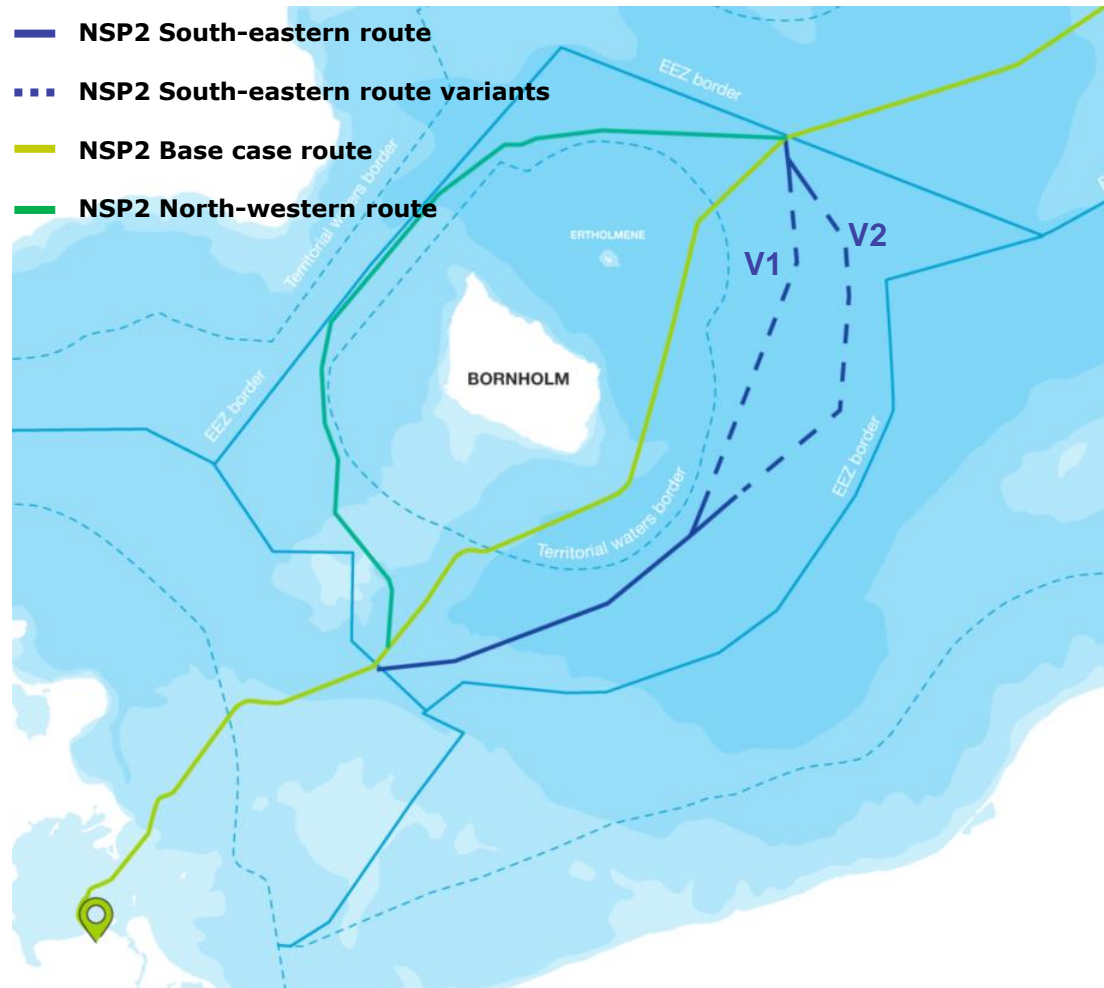 NSP2 South-eastern route
NSP2 South-eastern route variants
NSP2 Base case route
NSP2 North-western route
EEZ border
Territorial waters border
ERTHOLMENE
V1
V2
BORNHOLM
EEZ border
EEZ border
Territorial waters border